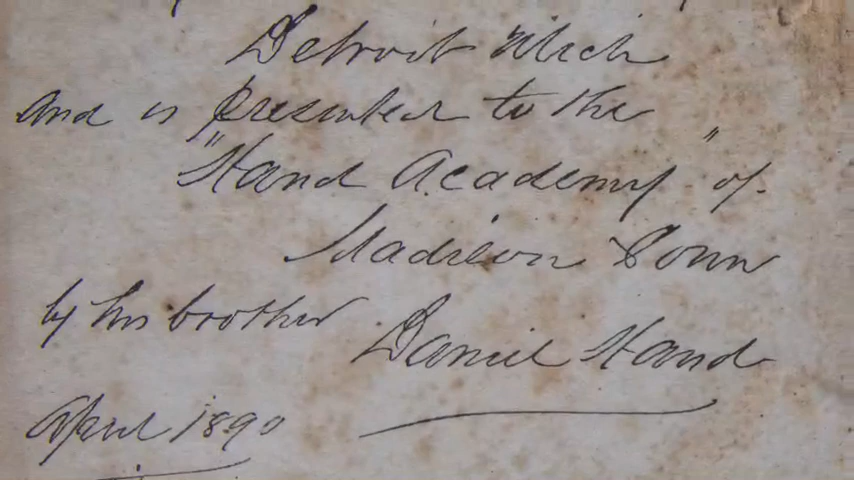 Detroit Mich
and is presented to the
"Hand Academy" of
Madison Conn
by his brother
Daniel Hand
April 1890